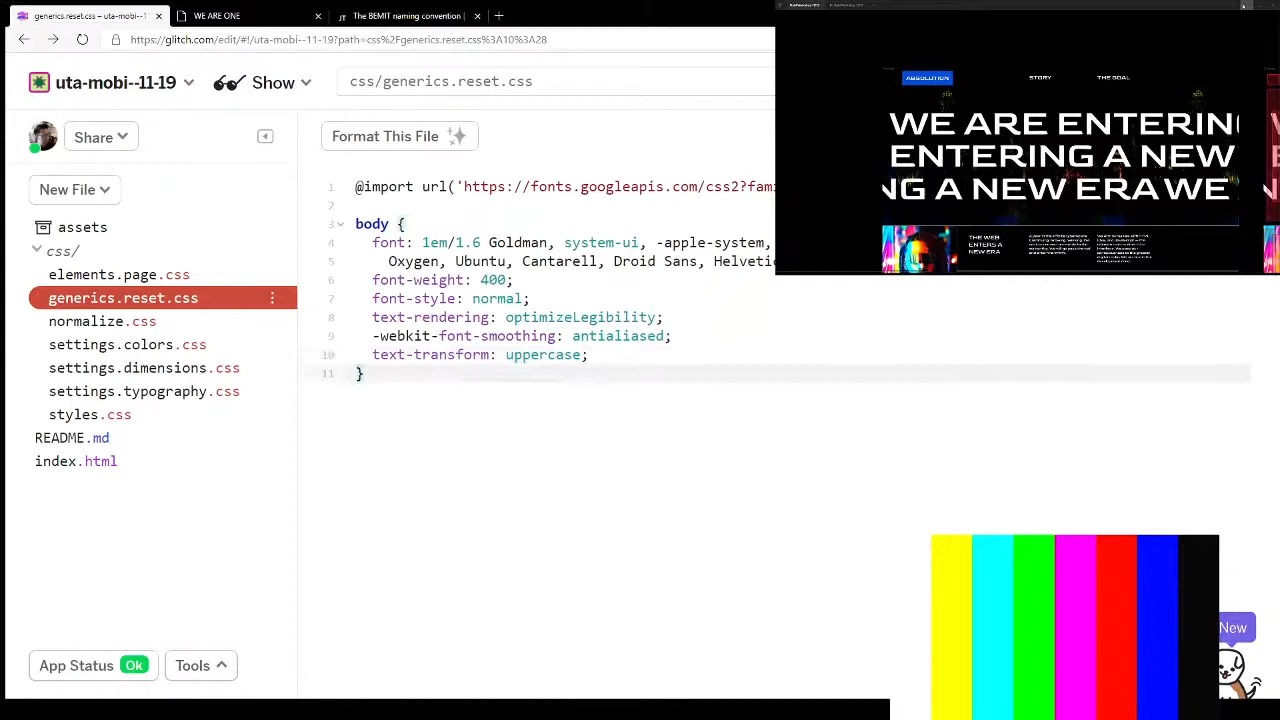 generics.reset.css – uta-mobi--1
WE ARE ONE
The BEMIT naming convention |
https://glitch.com/edit/#!/uta-mobi--11-19?path=css%2Fgenerics.reset.css%3A10%3A28
uta-mobi--11-19
Show
css/generics.reset.css
Share
Format This File
New File
assets
css/
elements.page.css
generics.reset.css
normalize.css
settings.colors.css
settings.dimensions.css
settings.typography.css
styles.css
README.md
index.html
App Status Ok
Tools
1 @import url('https://fonts.googleapis.com/css2?fami
2
3 body {
4 font: 1em/1.6 Goldman, system-ui, -apple-system,
5 Ubuntu, Cantarell, Droid Sans, Helvetic
6 font-weight: 400;
7 font-style: normal;
8 text-rendering: optimizeLegibility;
9 -webkit-font-smoothing: antialiased;
10 text-transform: uppercase;
11 }
ABSOLUTION
STORY
THE GOAL
WE ARE ENTERIN
ENTERING A NEW
NG A NEW ERA WE
THE WEB
ENTERS A
NEW ERA
New